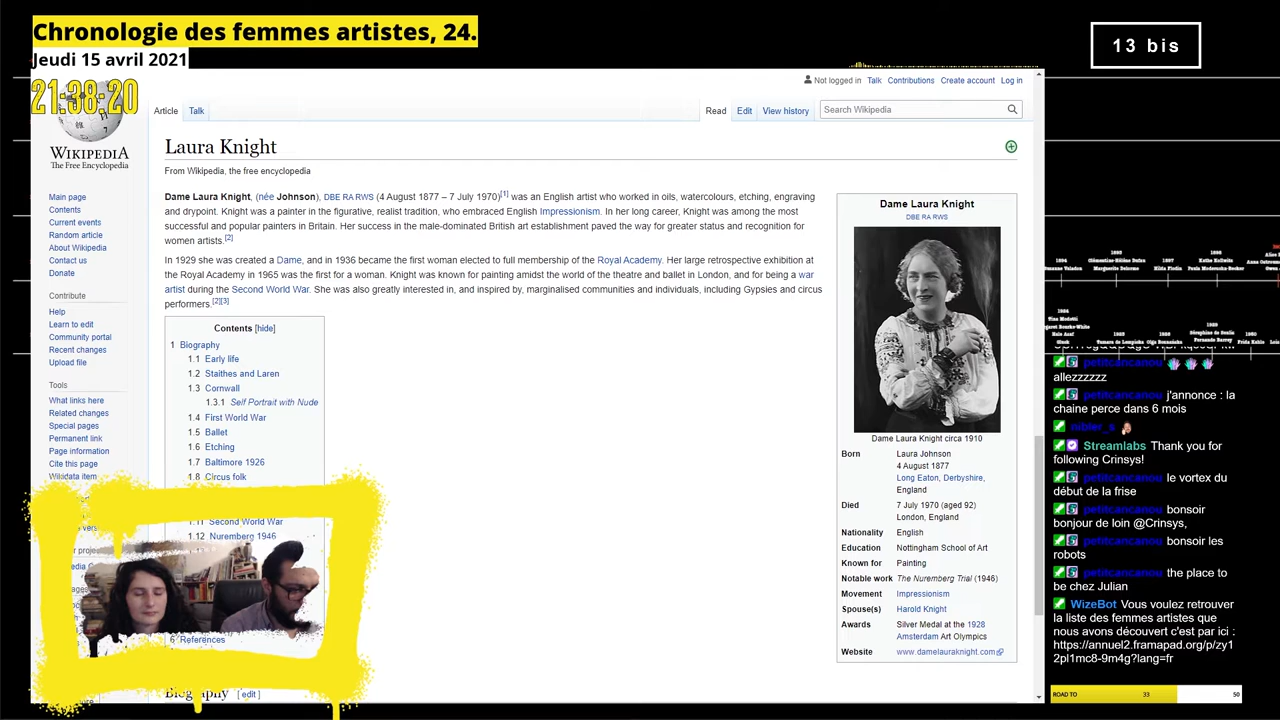 Chronologie des femmes artistes, 24.
Jeudi 15 avril 2021
21:38:20
13 bis
Not logged in Talk Contributions Create account Log in
Article Talk
Read Edit View history
Search Wikipedia
WIKIPEDIA
The Free Encyclopedia
Main page
Contents
Current events
Random article
About Wikipedia
Contact us
Donate
Contribute
Help
Learn to edit
Community portal
Recent changes
Upload file
Tools
What links here
Related changes
Special pages
Permanent link
Page information
Cite this page
Wikidata item
Laura Knight
From Wikipedia, the free encyclopedia
Dame Laura Knight, (née Johnson), DBE RA RWS (4 August 1877 – 7 July 1970)[1] was an English artist who worked in oils, watercolours, etching, engraving
and drypoint. Knight was a painter in the figurative, realist tradition, who embraced English Impressionism. In her long career, Knight was among the most
successful and popular painters in Britain. Her success in the male-dominated British art establishment paved the way for greater status and recognition for
women artists.[2]
In 1929 she was created a Dame, and in 1936 became the first woman elected to full membership of the Royal Academy. Her large retrospective exhibition at
the Royal Academy in 1965 was the first for a woman. Knight was known for painting amidst the world of the theatre and ballet in London, and for being a war
artist during the Second World War. She was also greatly interested in, and inspired by, marginalised communities and individuals, including Gypsies and circus
performers.[2][3]
Contents [hide]
1 Biography
1.1 Early life
1.2 Staithes and Laren
1.3 Cornwall
1.3.1 Self Portrait with Nude
1.4 First World War
1.5 Ballet
1.6 Etching
1.7 Baltimore 1926
1.8 Circus folk
1.11 Second World War
1.12 Nuremberg 1946
6 References
Biography [ edit ]
Dame Laura Knight
DBE RA RWS
Dame Laura Knight circa 1910
Born Laura Johnson
4 August 1877
Long Eaton, Derbyshire,
England
Died 7 July 1970 (aged 92)
London, England
Nationality English
Education Nottingham School of Art
Known for Painting
Notable work The Nuremberg Trial (1946)
Movement Impressionism
Spouse(s) Harold Knight
Awards Silver Medal at the 1928
Amsterdam Art Olympics
Website www.damelauraknight.com
petitcancanou
allezzzzzz
petitcancanou j'annonce : la
chaine perce dans 6 mois
nibler_s
Streamlabs Thank you for
following Crinsys!
petitcancanou le vortex du
début de la frise
petitcancanou bonsoir
bonjour de loin @Crinsys,
petitcancanou bonsoir les
robots
petitcancanou the place to
be chez Julian
WizeBot Vous voulez retrouver
la liste des femmes artistes que
nous avons découvert c'est par ici :
https://annuel2.framapad.org/p/zy1
2pl1mc8-9m4g?lang=fr
ROAD TO 33 50